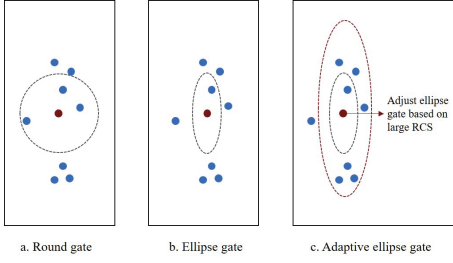 Adjust ellipse
gate based on
large RCS
a. Round gate
b. Ellipse gate
c. Adaptive ellipse gate